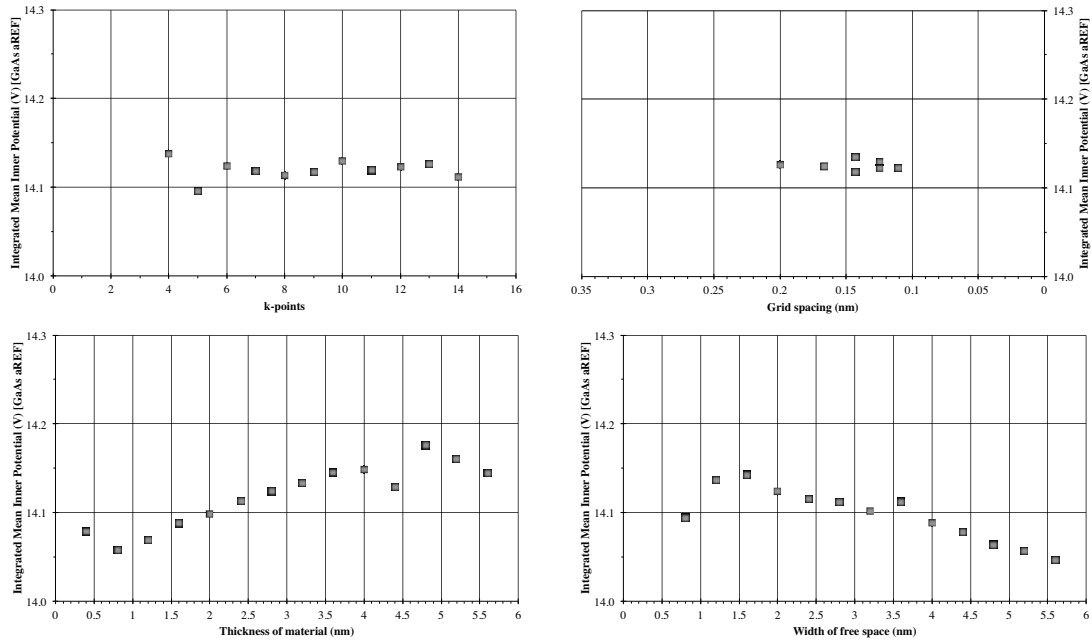 Integrated Mean Inner Potential (V) [GaAs aREF]
14.3
14.2
14.1
14.0
0 2 4 6 8 10 12 14 16
k-points
14.3
14.2
14.1
14.0
Integrated Mean Inner Potential (V) [GaAs aREF]
0.35 0.3 0.25 0.2 0.15 0.1 0.05 0
Grid spacing (nm)
Integrated Mean Inner Potential (V) [GaAs aREF]
14.3
14.2
14.1
14.0
0 0.5 1 1.5 2 2.5 3 3.5 4 4.5 5 5.5 6
Thickness of material (nm)
Integrated Mean Inner Potential (V) [GaAs aREF]
14.3
14.2
14.1
14.0
0 0.5 1 1.5 2 2.5 3 3.5 4 4.5 5 5.5 6
Width of free space (nm)